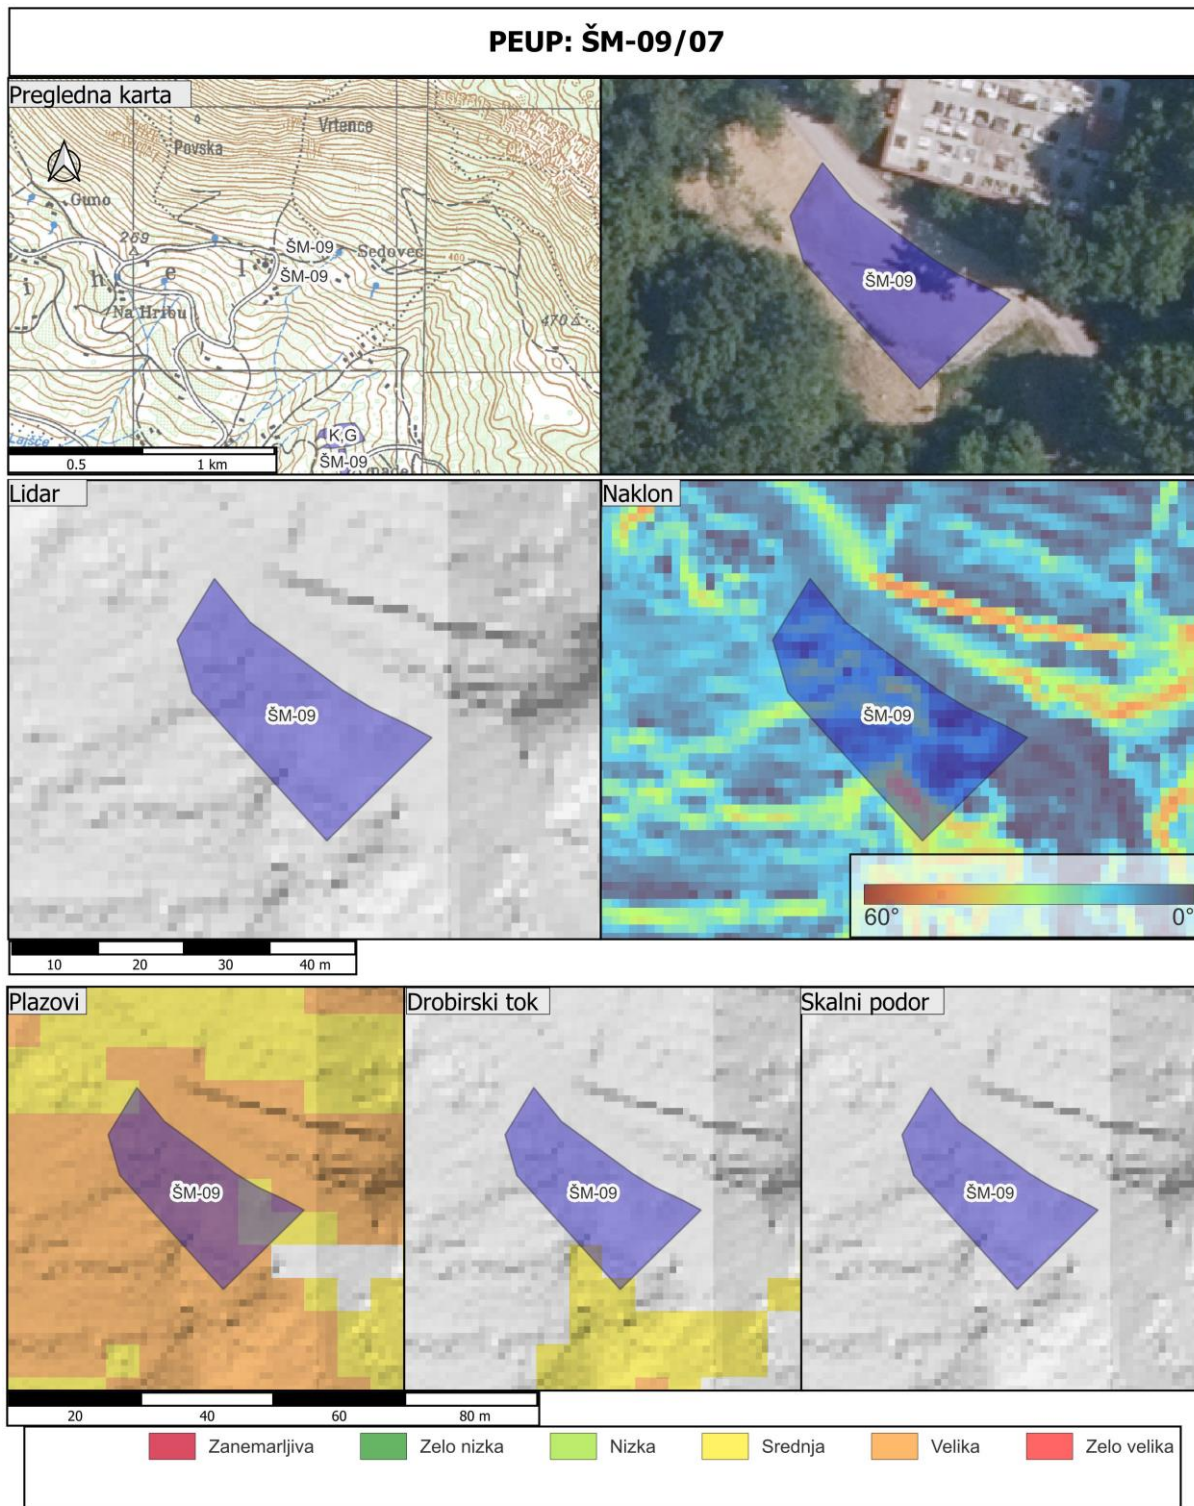 PEUP: ŠM-09/07
Pregledna karta
Vrtence
Povska
Guno
269
ŠM-09
Sedovec
ŠM-09
400
i h e l
Na Hribu
470
K,G
Lajšče
ŠM-09
0.5 1 km
ŠM-09
Lidar
Naklon
ŠM-09
ŠM-09
60° 0°
10 20 30 40 m
Plazovi
Drobirski tok
Skalni podor
ŠM-09
ŠM-09
ŠM-09
20 40 60 80 m
Zanemarljiva
Zelo nizka
Nizka
Srednja
Velika
Zelo velika